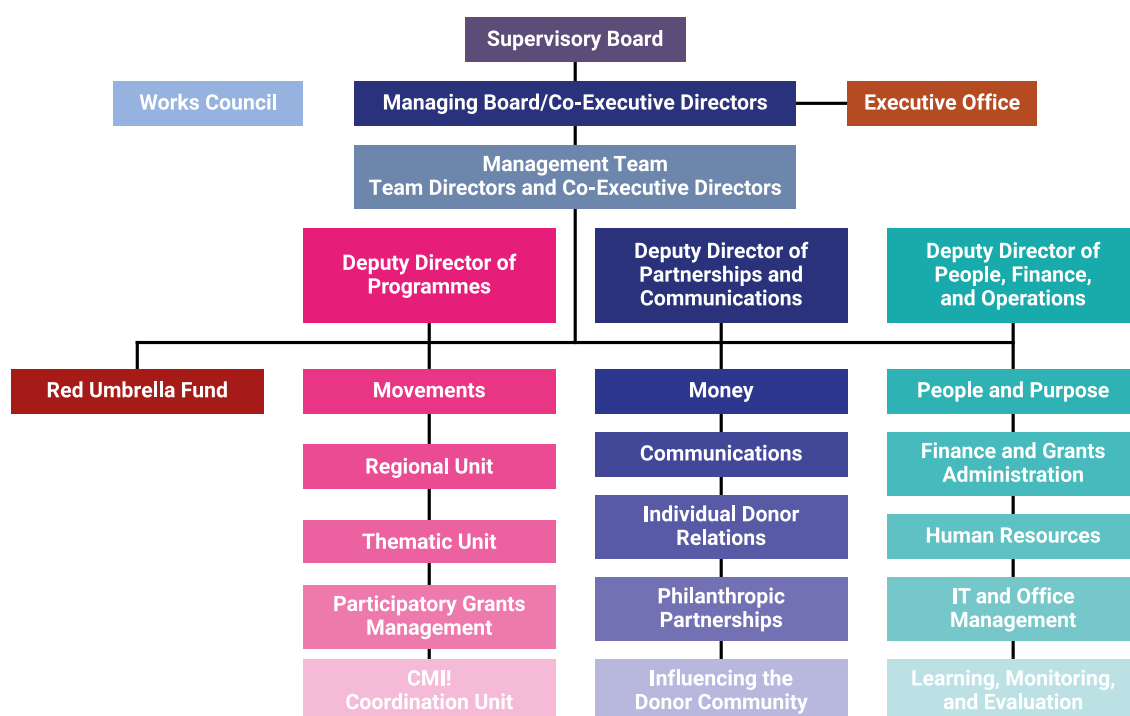 Supervisory Board
Works Council
Managing Board/Co-Executive Directors
Executive Office
Management Team
Team Directors and Co-Executive Directors
Deputy Director of
Programmes
Deputy Director of
Partnerships and
Communications
Deputy Director of
People, Finance,
and Operations
Red Umbrella Fund
Movements
Money
People and Purpose
Regional Unit
Communications
Finance and Grants
Administration
Thematic Unit
Individual Donor
Relations
Human Resources
Participatory Grants
Management
Philanthropic
Partnerships
IT and Office
Management
CMI!
Coordination Unit
Influencing the
Donor Community
Learning, Monitoring,
and Evaluation